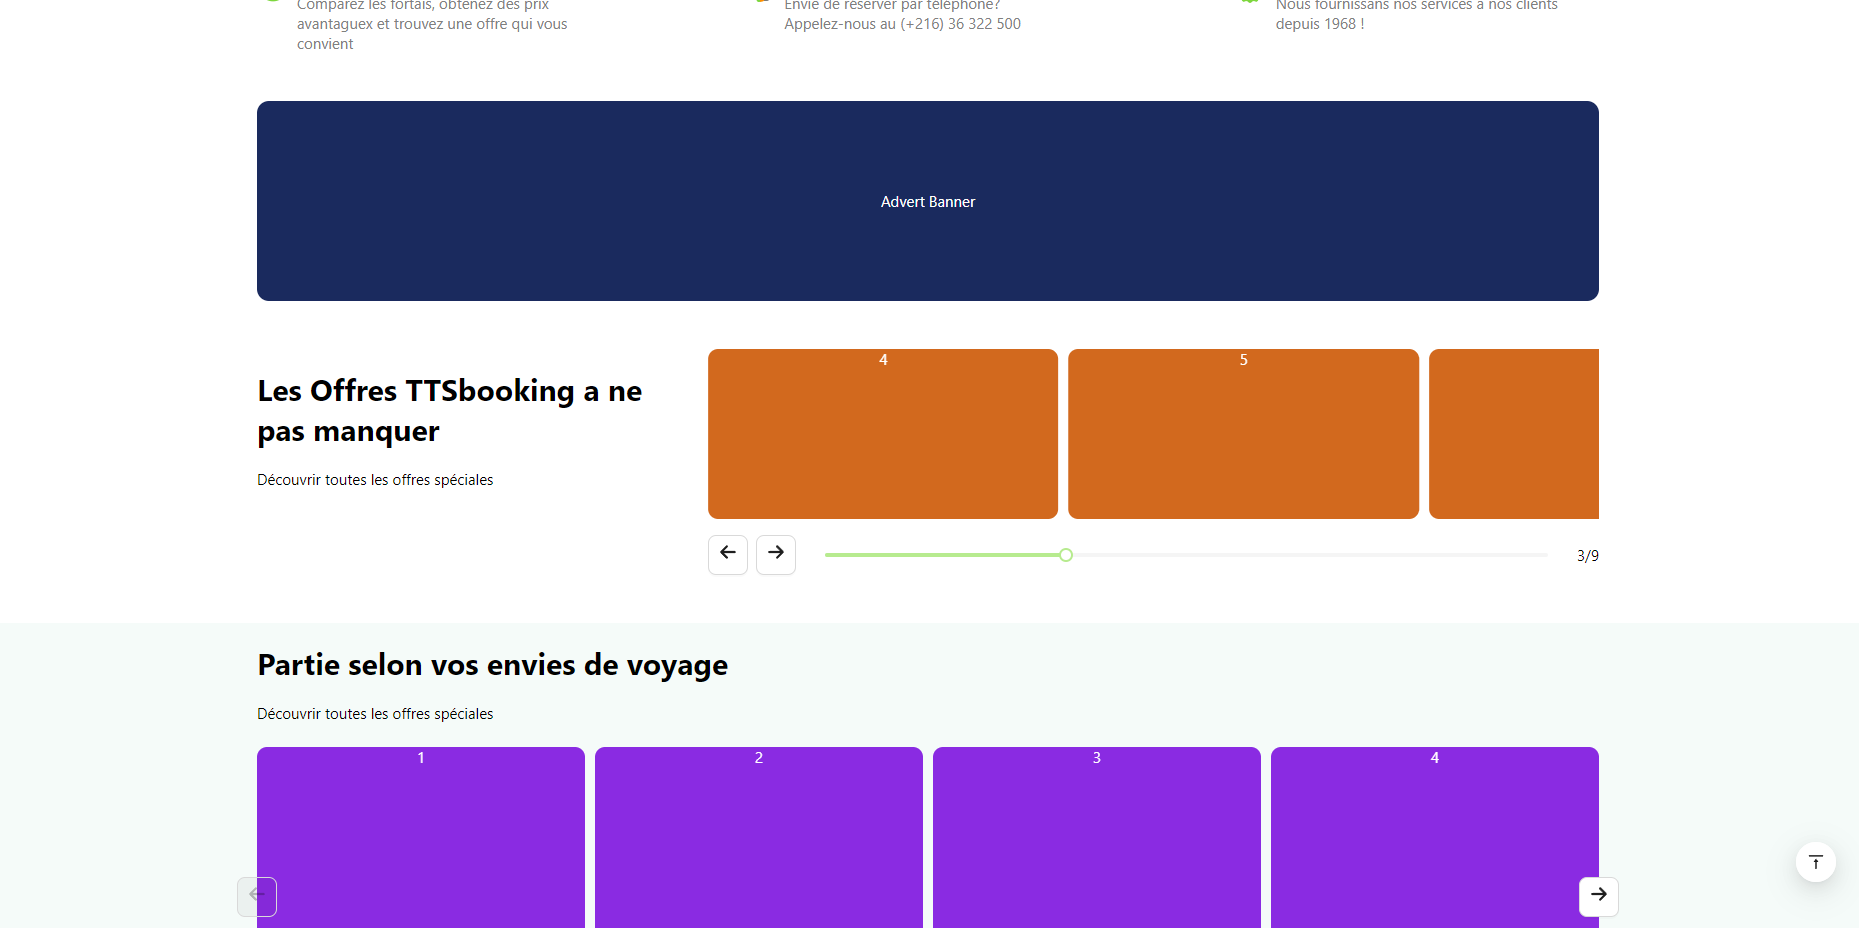 Comparez les fortais, obtenez des prix
avantaguex et trouvez une offre qui vous
convient
Envie de réserver par téléphone?
Appelez-nous au (+216) 36 322 500
Nous fournissans nos services à nos clients
depuis 1968 !
Advert Banner
Les Offres TTSbooking a ne
pas manquer
Découvrir toutes les offres spéciales
4
5
3/9
Partie selon vos envies de voyage
Découvrir toutes les offres spéciales
1
2
3
4